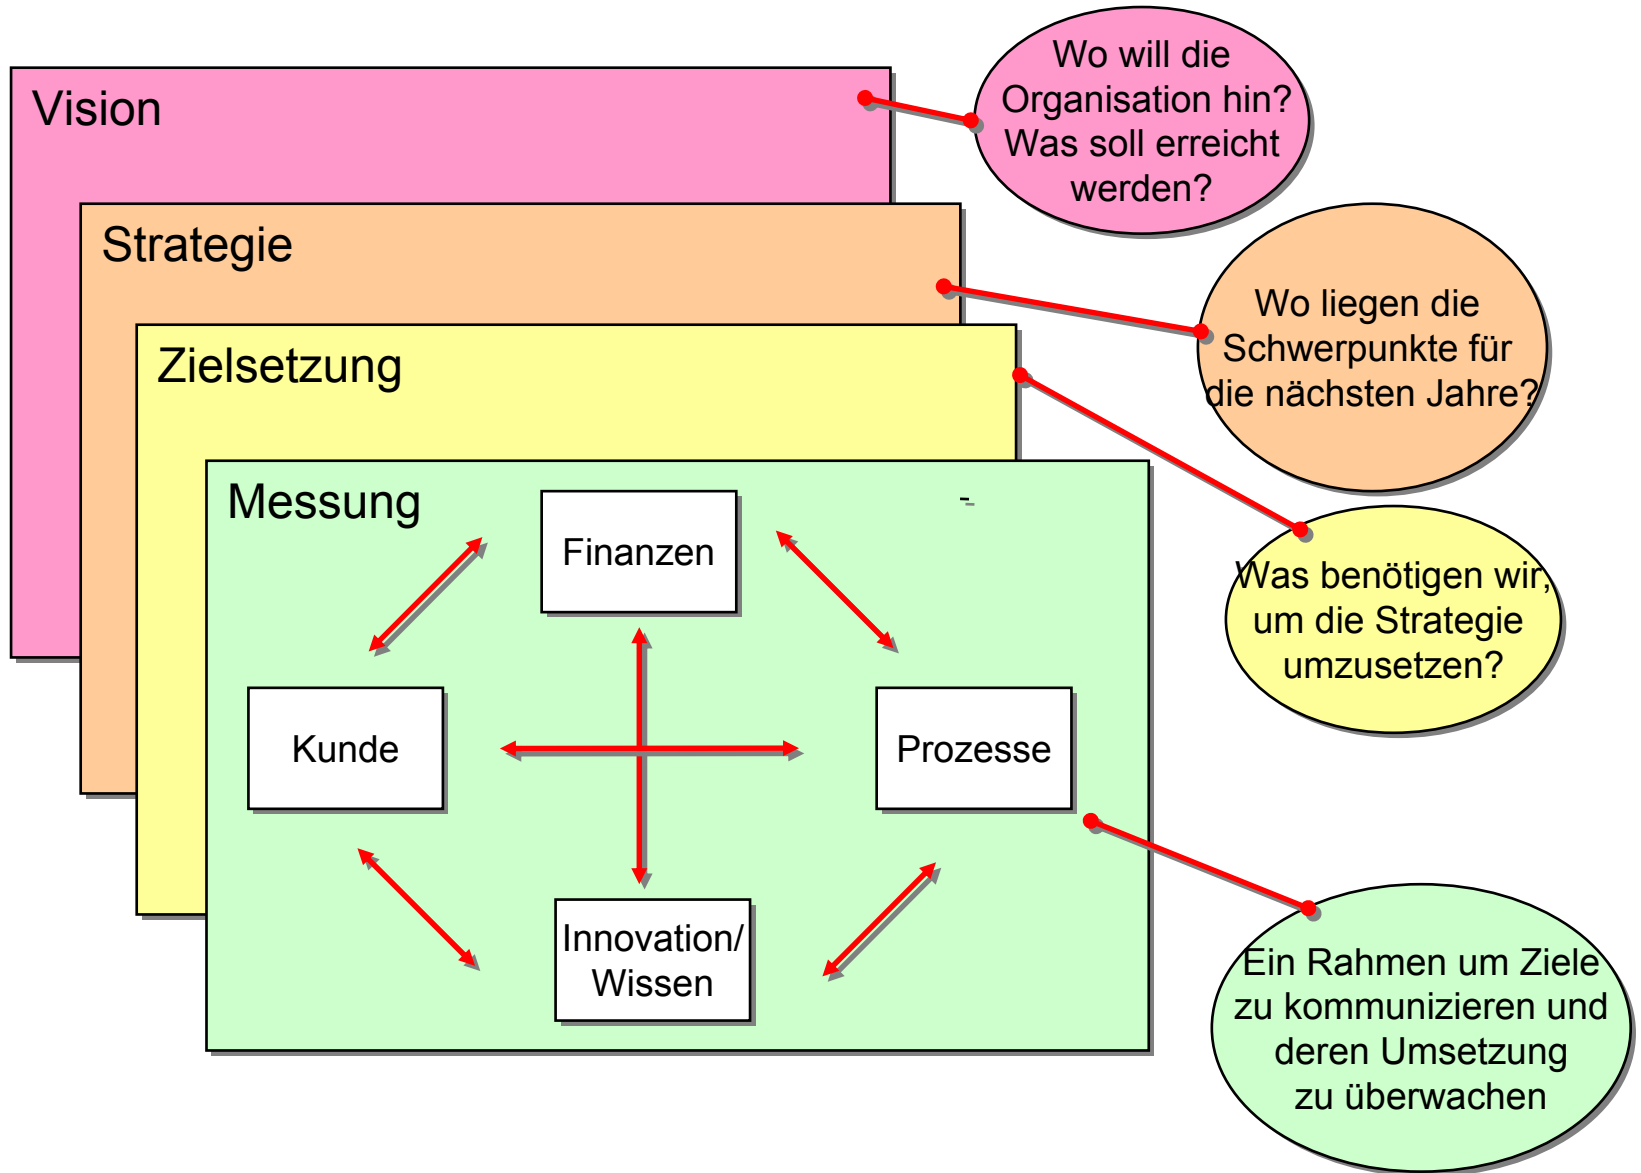 Vision
Wo will die
Organisation hin?
Was soll erreicht
werden?
Strategie
Wo liegen die
Schwerpunkte für
die nächsten Jahre?
Zielsetzung
Was benötigen wir,
um die Strategie
umzusetzen?
Messung
-
Finanzen
Kunde
Prozesse
Innovation/
Wissen
Ein Rahmen um Ziele
zu kommunizieren und
deren Umsetzung
zu überwachen